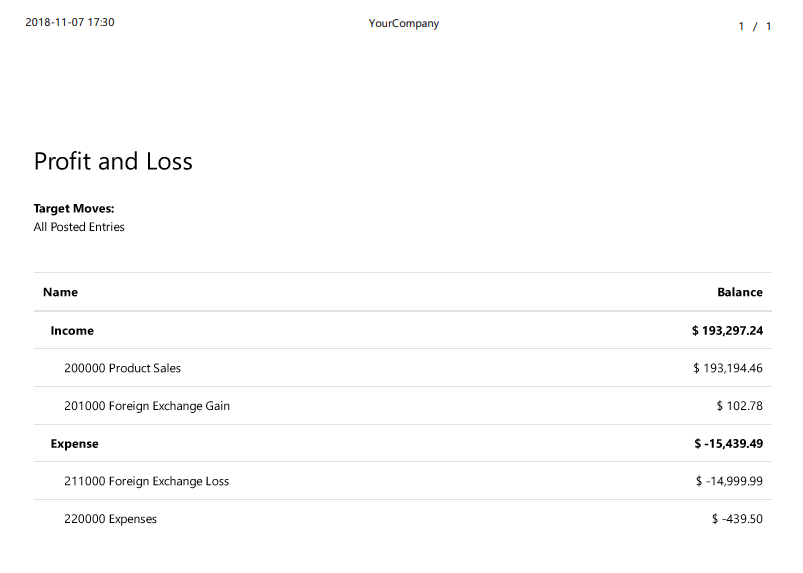 2018-11-07 17:30 YourCompany 1 / 1
Profit and Loss
Target Moves:
All Posted Entries
Name Balance
Income $ 193,297.24
200000 Product Sales $ 193,194.46
201000 Foreign Exchange Gain $ 102.78
Expense $ -15,439.49
211000 Foreign Exchange Loss $ -14,999.99
220000 Expenses $ -439.50